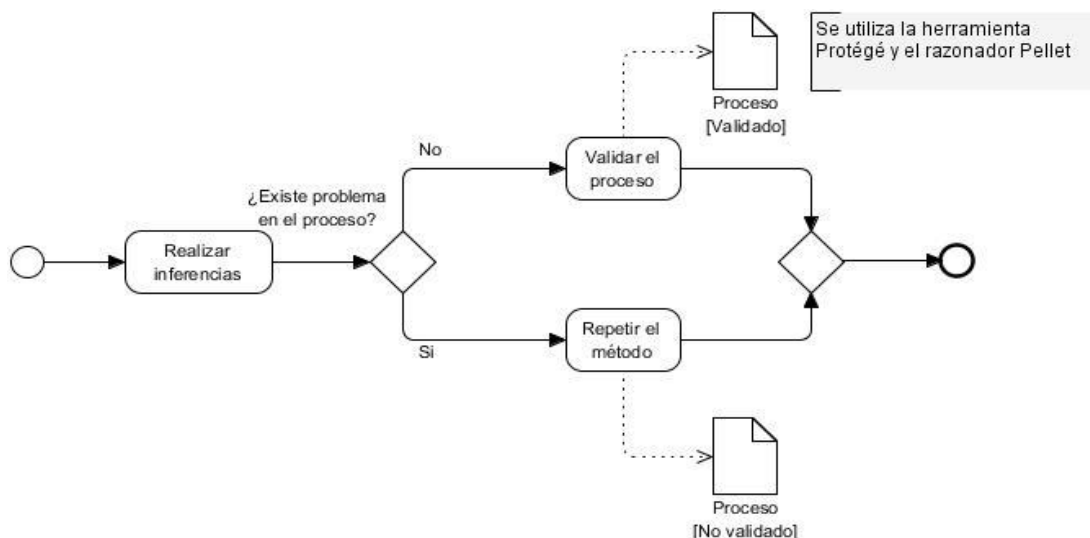 Se utiliza la herramienta
Protégé y el razonador Pellet
Proceso
[Validado]
No
Validar el
proceso
¿Existe problema
en el proceso?
Realizar
inferencias
Si
Repetir el
método
Proceso
[No validado]